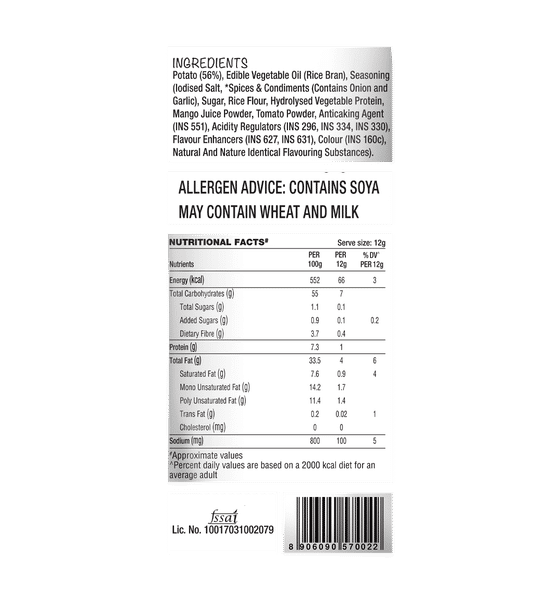 INGREDIENTS
Potato (56%), Edible Vegetable Oil (Rice Bran), Seasoning
(Iodised Salt, *Spices & Condiments (Contains Onion and
Garlic), Sugar, Rice Flour, Hydrolysed Vegetable Protein,
Mango Juice Powder, Tomato Powder, Anticaking Agent
(INS 551), Acidity Regulators (INS 296, INS 334, INS 330),
Flavour Enhancers (INS 627, INS 631), Colour (INS 160c),
Natural And Nature Identical Flavouring Substances).
ALLERGEN ADVICE: CONTAINS SOYA
MAY CONTAIN WHEAT AND MILK
NUTRITIONAL FACTS# Serve size: 12g
Nutrients PER 100g PER 12g %DV^ PER 12g
Energy (kcal) 552 66 3
Total Carbohydrates (g) 55 7
Total Sugars (g) 1.1 0.1
Added Sugars (g) 0.9 0.1 0.2
Dietary Fibre (g) 3.7 0.4
Protein (g) 7.3 1
Total Fat (g) 33.5 4 6
Saturated Fat (g) 7.6 0.9 4
Mono Unsaturated Fat (g) 14.2 1.7
Poly Unsaturated Fat (g) 11.4 1.4
Trans Fat (g) 0.2 0.02 1
Cholesterol (mg) 0 0
Sodium (mg) 800 100 5
#Approximate values
^Percent daily values are based on a 2000 kcal diet for an
average adult
fssai
Lic. No. 10017031002079
8 906090 570022